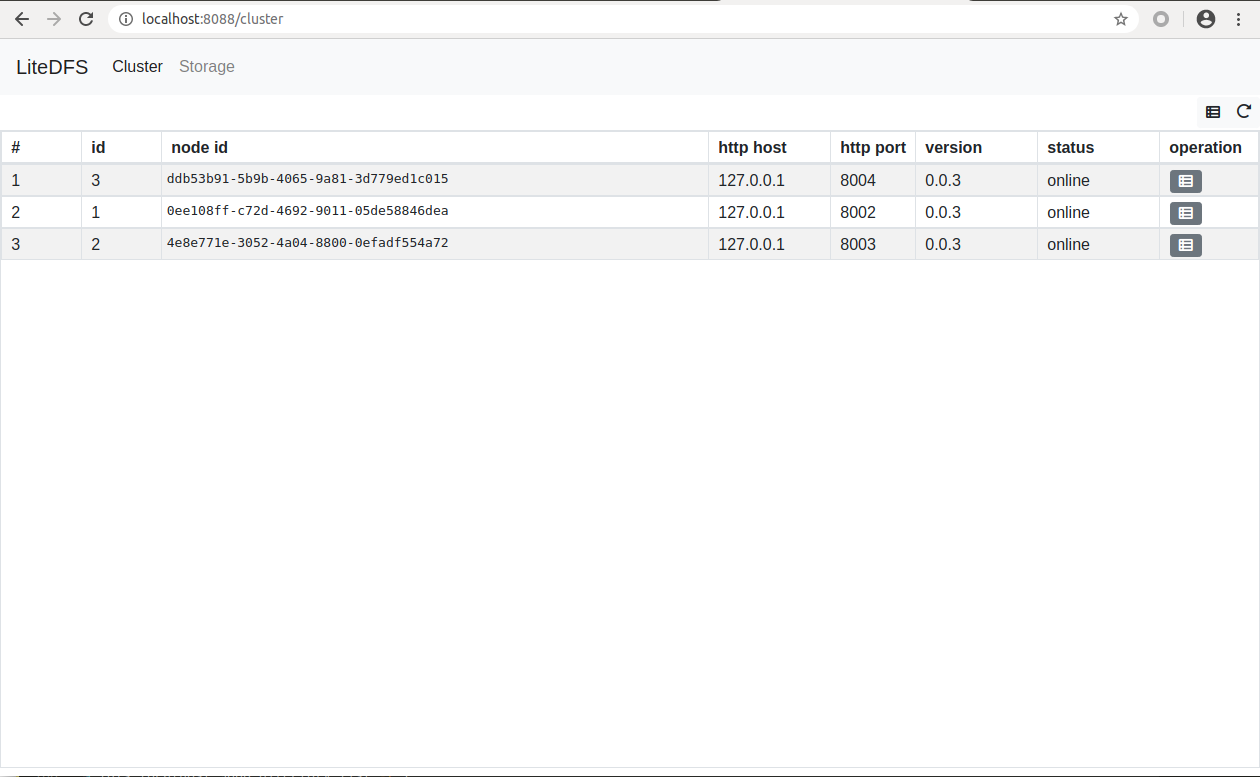 localhost:8088/cluster
LiteDFS Cluster Storage
# id node id http host http port version status operation
1 3 ddb53b91-5b9b-4065-9a81-3d779ed1c015 127.0.0.1 8004 0.0.3 online
2 1 0ee108ff-c72d-4692-9011-05de58846dea 127.0.0.1 8002 0.0.3 online
3 2 4e8e771e-3052-4a04-8800-0efadf554a72 127.0.0.1 8003 0.0.3 online